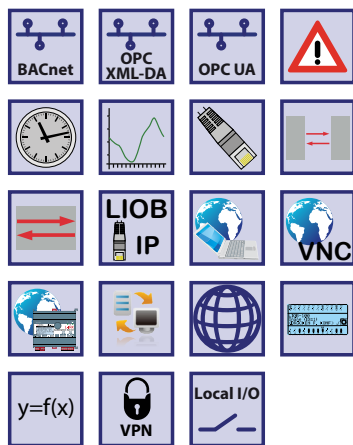 BACnet
OPC
XML-DA
OPC UA
LIOB
IP
VNC
y=f(x)
VPN
Local I/O